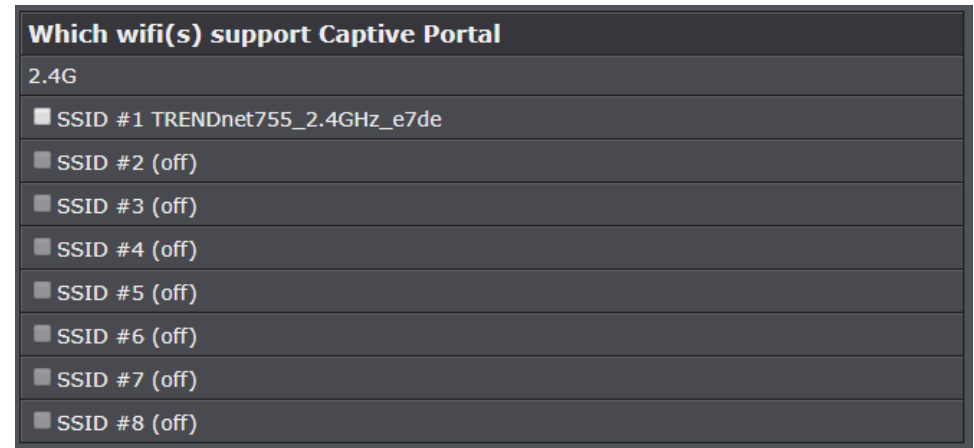 Which wifi(s) support Captive Portal
2.4G
SSID #1 TRENDnet755_2.4GHz_e7de
SSID #2 (off)
SSID #3 (off)
SSID #4 (off)
SSID #5 (off)
SSID #6 (off)
SSID #7 (off)
SSID #8 (off)